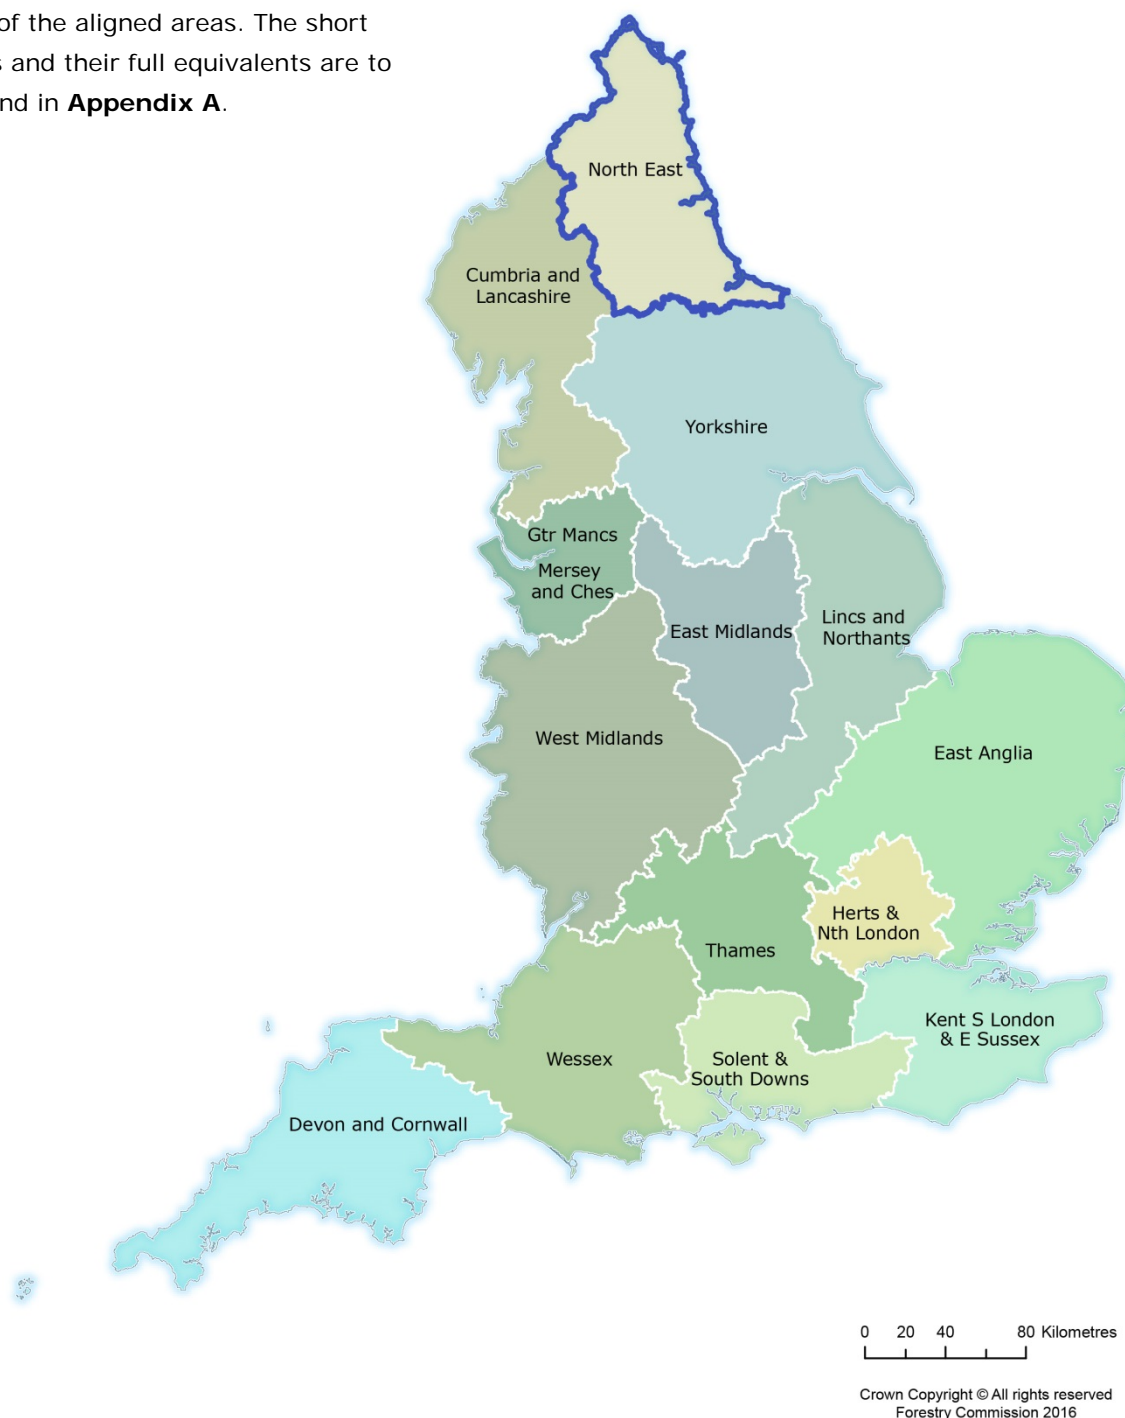 of the aligned areas. The short
s and their full equivalents are to
nd in Appendix A.
North East
Cumbria and
Lancashire
Yorkshire
Gtr Mancs
Mersey
and Ches
East Midlands
Lincs and
Northants
West Midlands
East Anglia
Herts &
Nth London
Thames
Kent S London
& E Sussex
Wessex
Solent &
South Downs
Devon and Cornwall
0 20 40 80 Kilometres
Crown Copyright © All rights reserved
Forestry Commission 2016